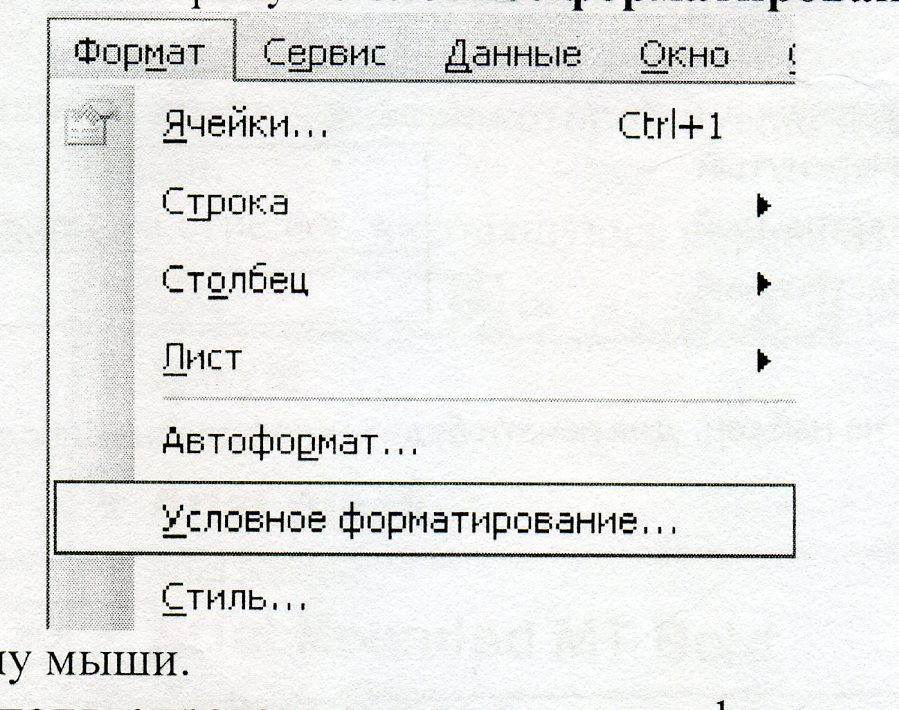 Формат Сервис Данные Окно
Ячейки... Ctrl+1
Строка
Столбец
Лист
Автоформат...
Условное форматирование...
Стиль...
мыши.